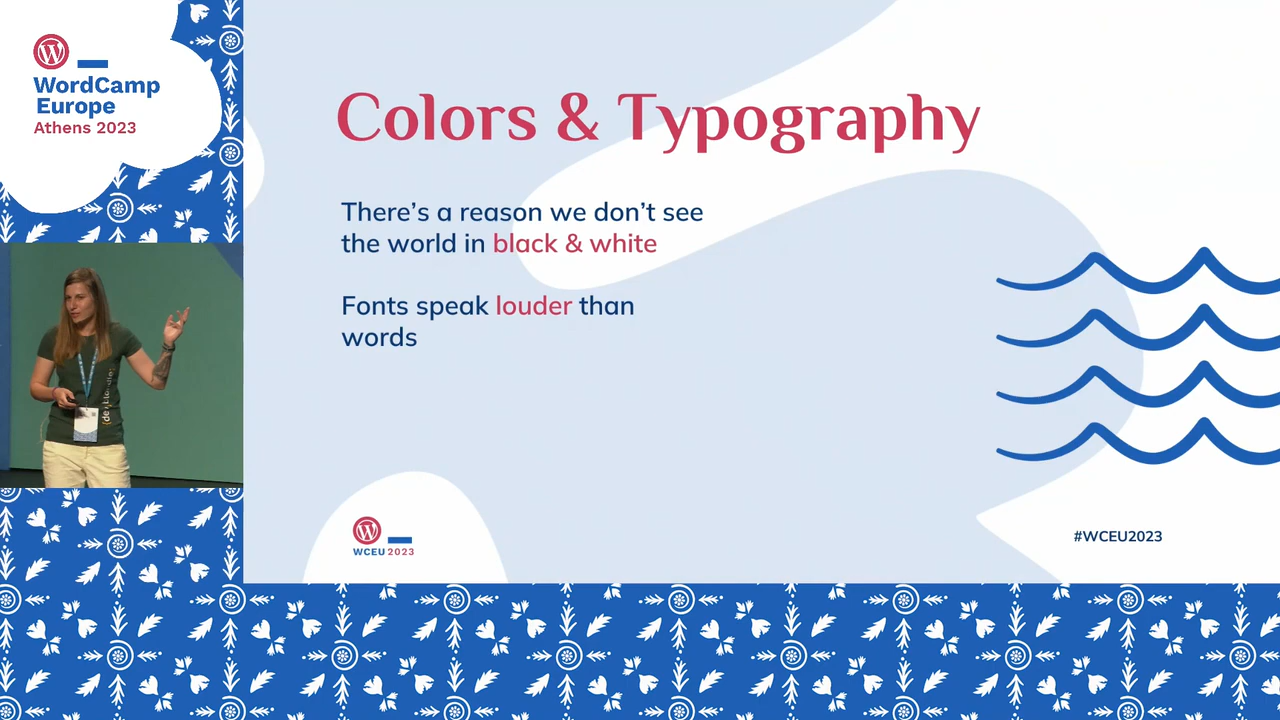 WordCamp
Europe
Athens 2023
Colors & Typography
There’s a reason we don’t see
the world in black & white
Fonts speak louder than
words
WCEU 2023
#WCEU2023